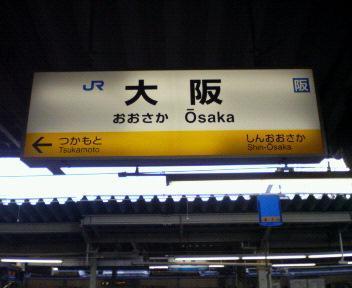 JR 大阪 阪
おおさか Ōsaka
← つかもと しんおおさか
Tsukamoto Shin-Ōsaka